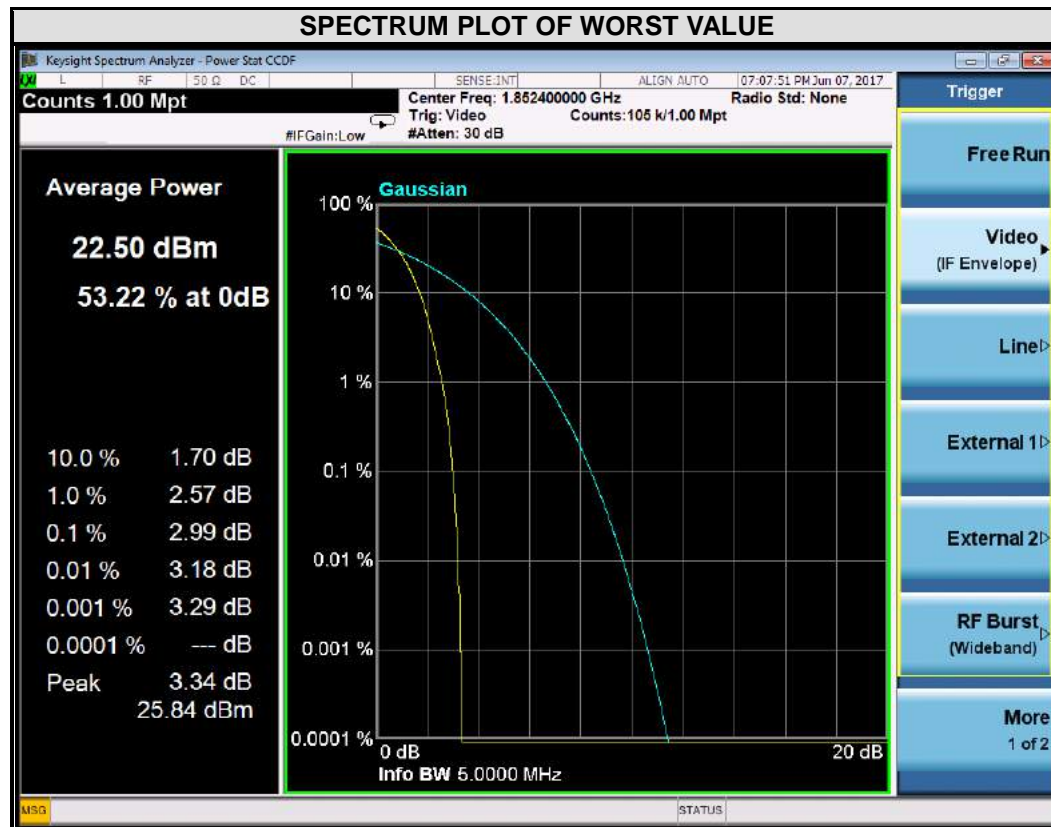 SPECTRUM PLOT OF WORST VALUE
Keysight Spectrum Analyzer - Power Stat CCDF
L RF 50 Ω DC SENSE:INT ALIGN AUTO 07:07:51 PM Jun 07, 2017
Counts 1.00 Mpt
Center Freq: 1.852400000 GHz Radio Std: None
Trig: Video Counts:105 k/1.00 Mpt
#IFGain:Low #Atten: 30 dB
Average Power
22.50 dBm
53.22 % at 0dB
10.0 % 1.70 dB
1.0 % 2.57 dB
0.1 % 2.99 dB
0.01 % 3.18 dB
0.001 % 3.29 dB
0.0001 % --- dB
Peak 3.34 dB
25.84 dBm
Gaussian
100 %
10 %
1 %
0.1 %
0.01 %
0.001 %
0.0001 %
0 dB 20 dB
Info BW 5.0000 MHz
Trigger
Free Run
Video
(IF Envelope)
Line
External 1
External 2
RF Burst
(Wideband)
More
1 of 2
MSG STATUS